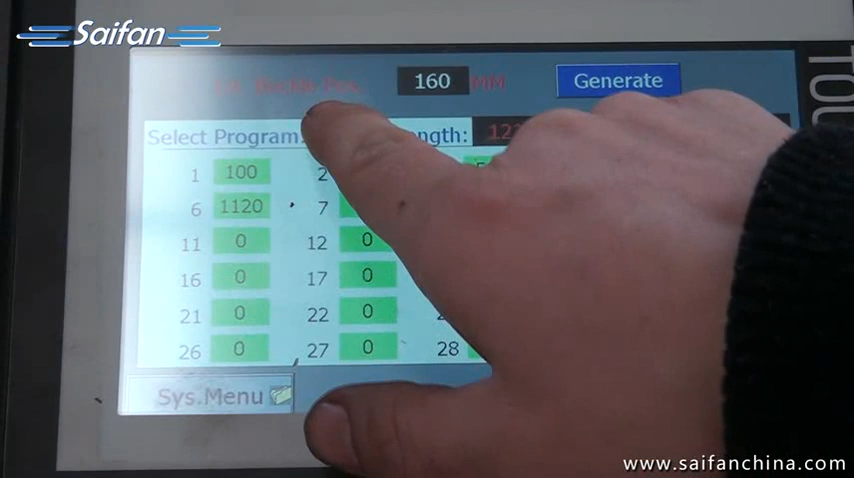 Saifan
160 MM Generate
TOU
Select Program: ngth:
1 100 2
6 1120 7
11 0 12 0
16 0 17 0
21 0 22 0
26 0 27 0 28
Sys.Menu
www.saifanchina.com